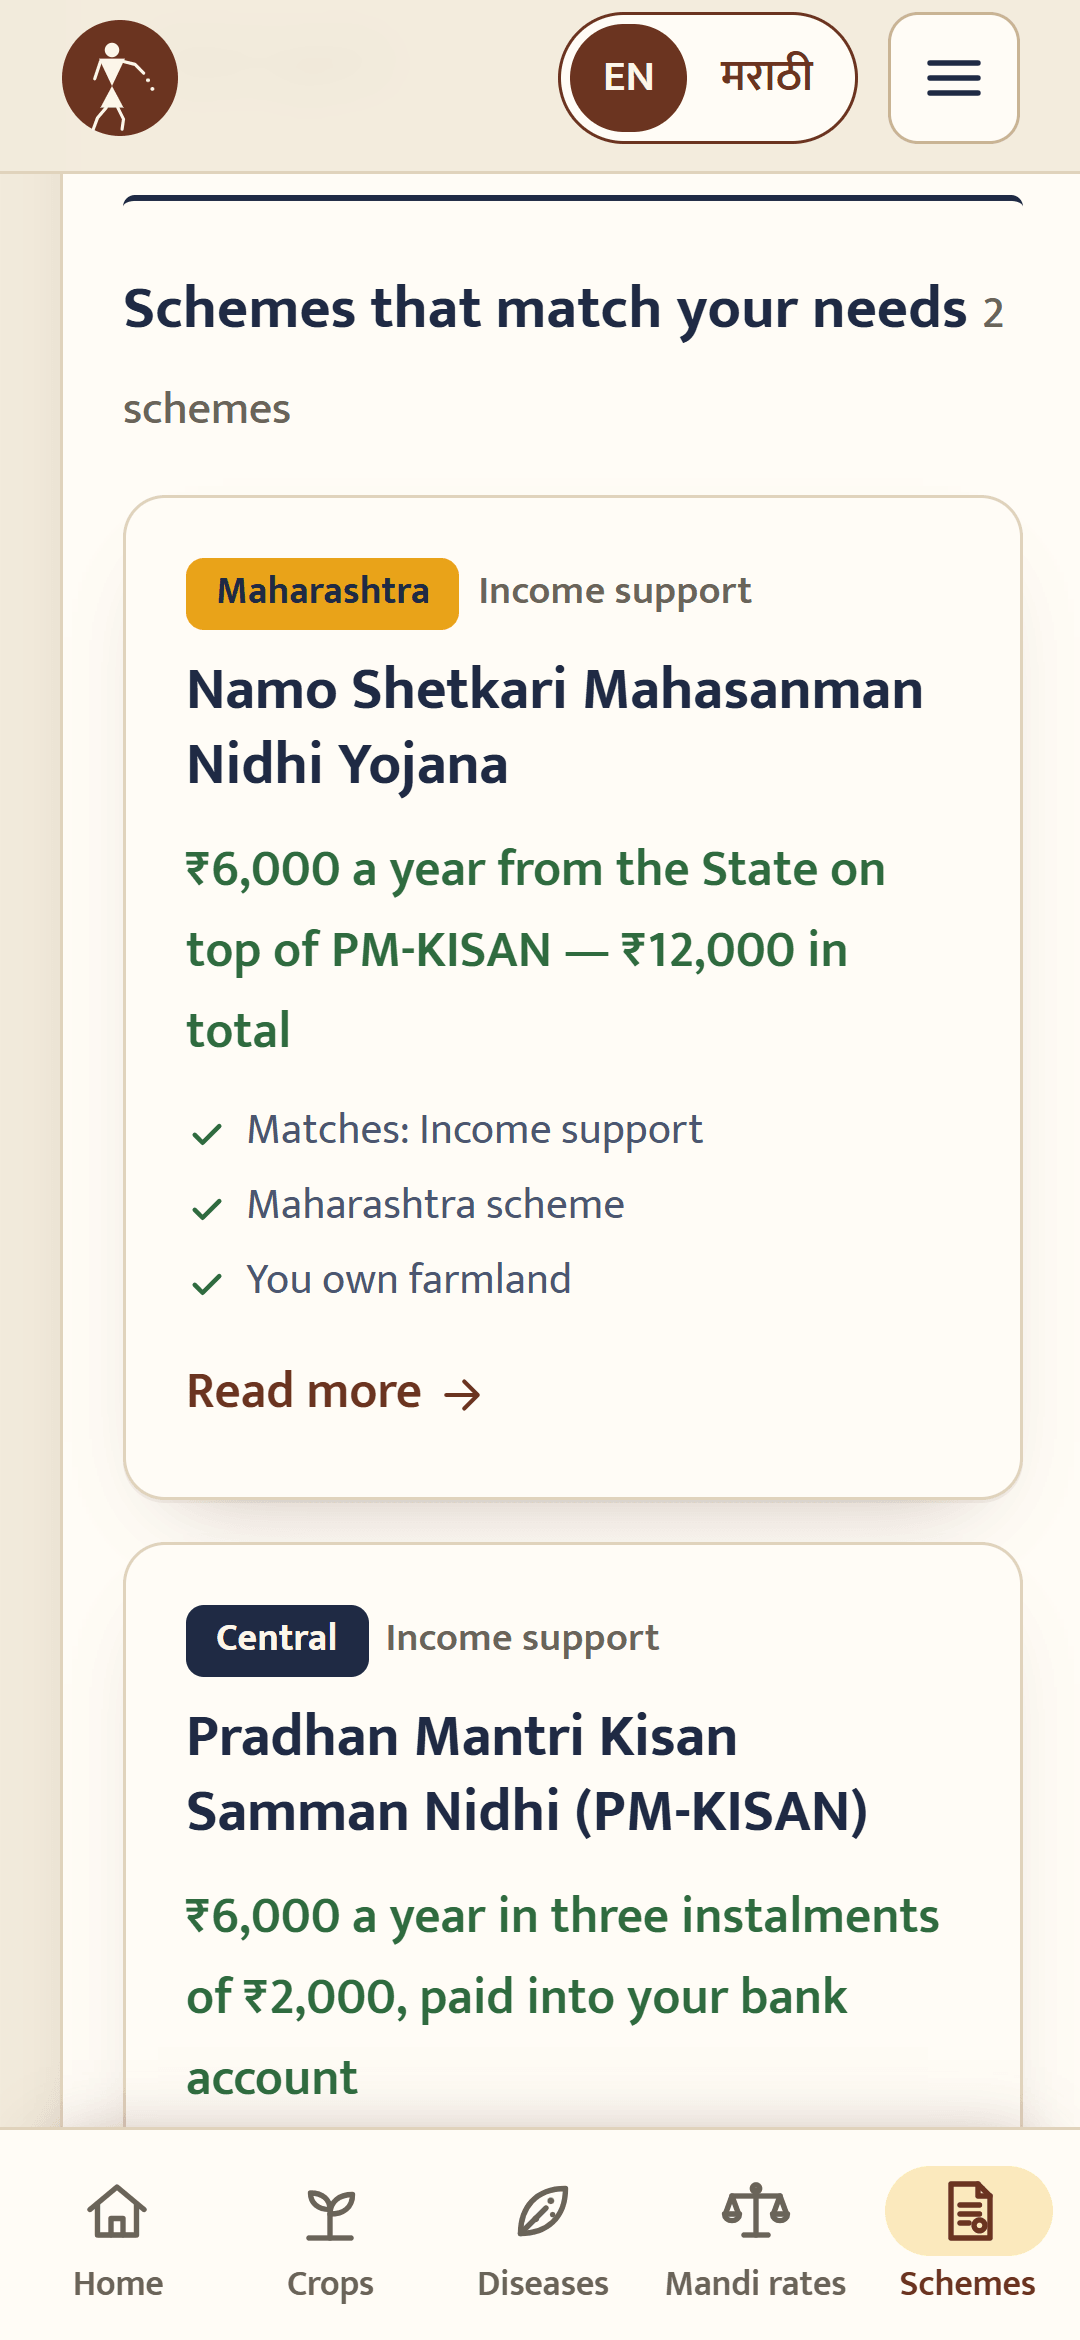 EN
मराठी
Schemes that match your needs 2
schemes
Maharashtra Income support
Namo Shetkari Mahasanman
Nidhi Yojana
₹6,000 a year from the State on
top of PM-KISAN — ₹12,000 in
total
Matches: Income support
Maharashtra scheme
You own farmland
Read more →
Central Income support
Pradhan Mantri Kisan
Samman Nidhi (PM-KISAN)
₹6,000 a year in three instalments
of ₹2,000, paid into your bank
account
Home Crops Diseases Mandi rates Schemes